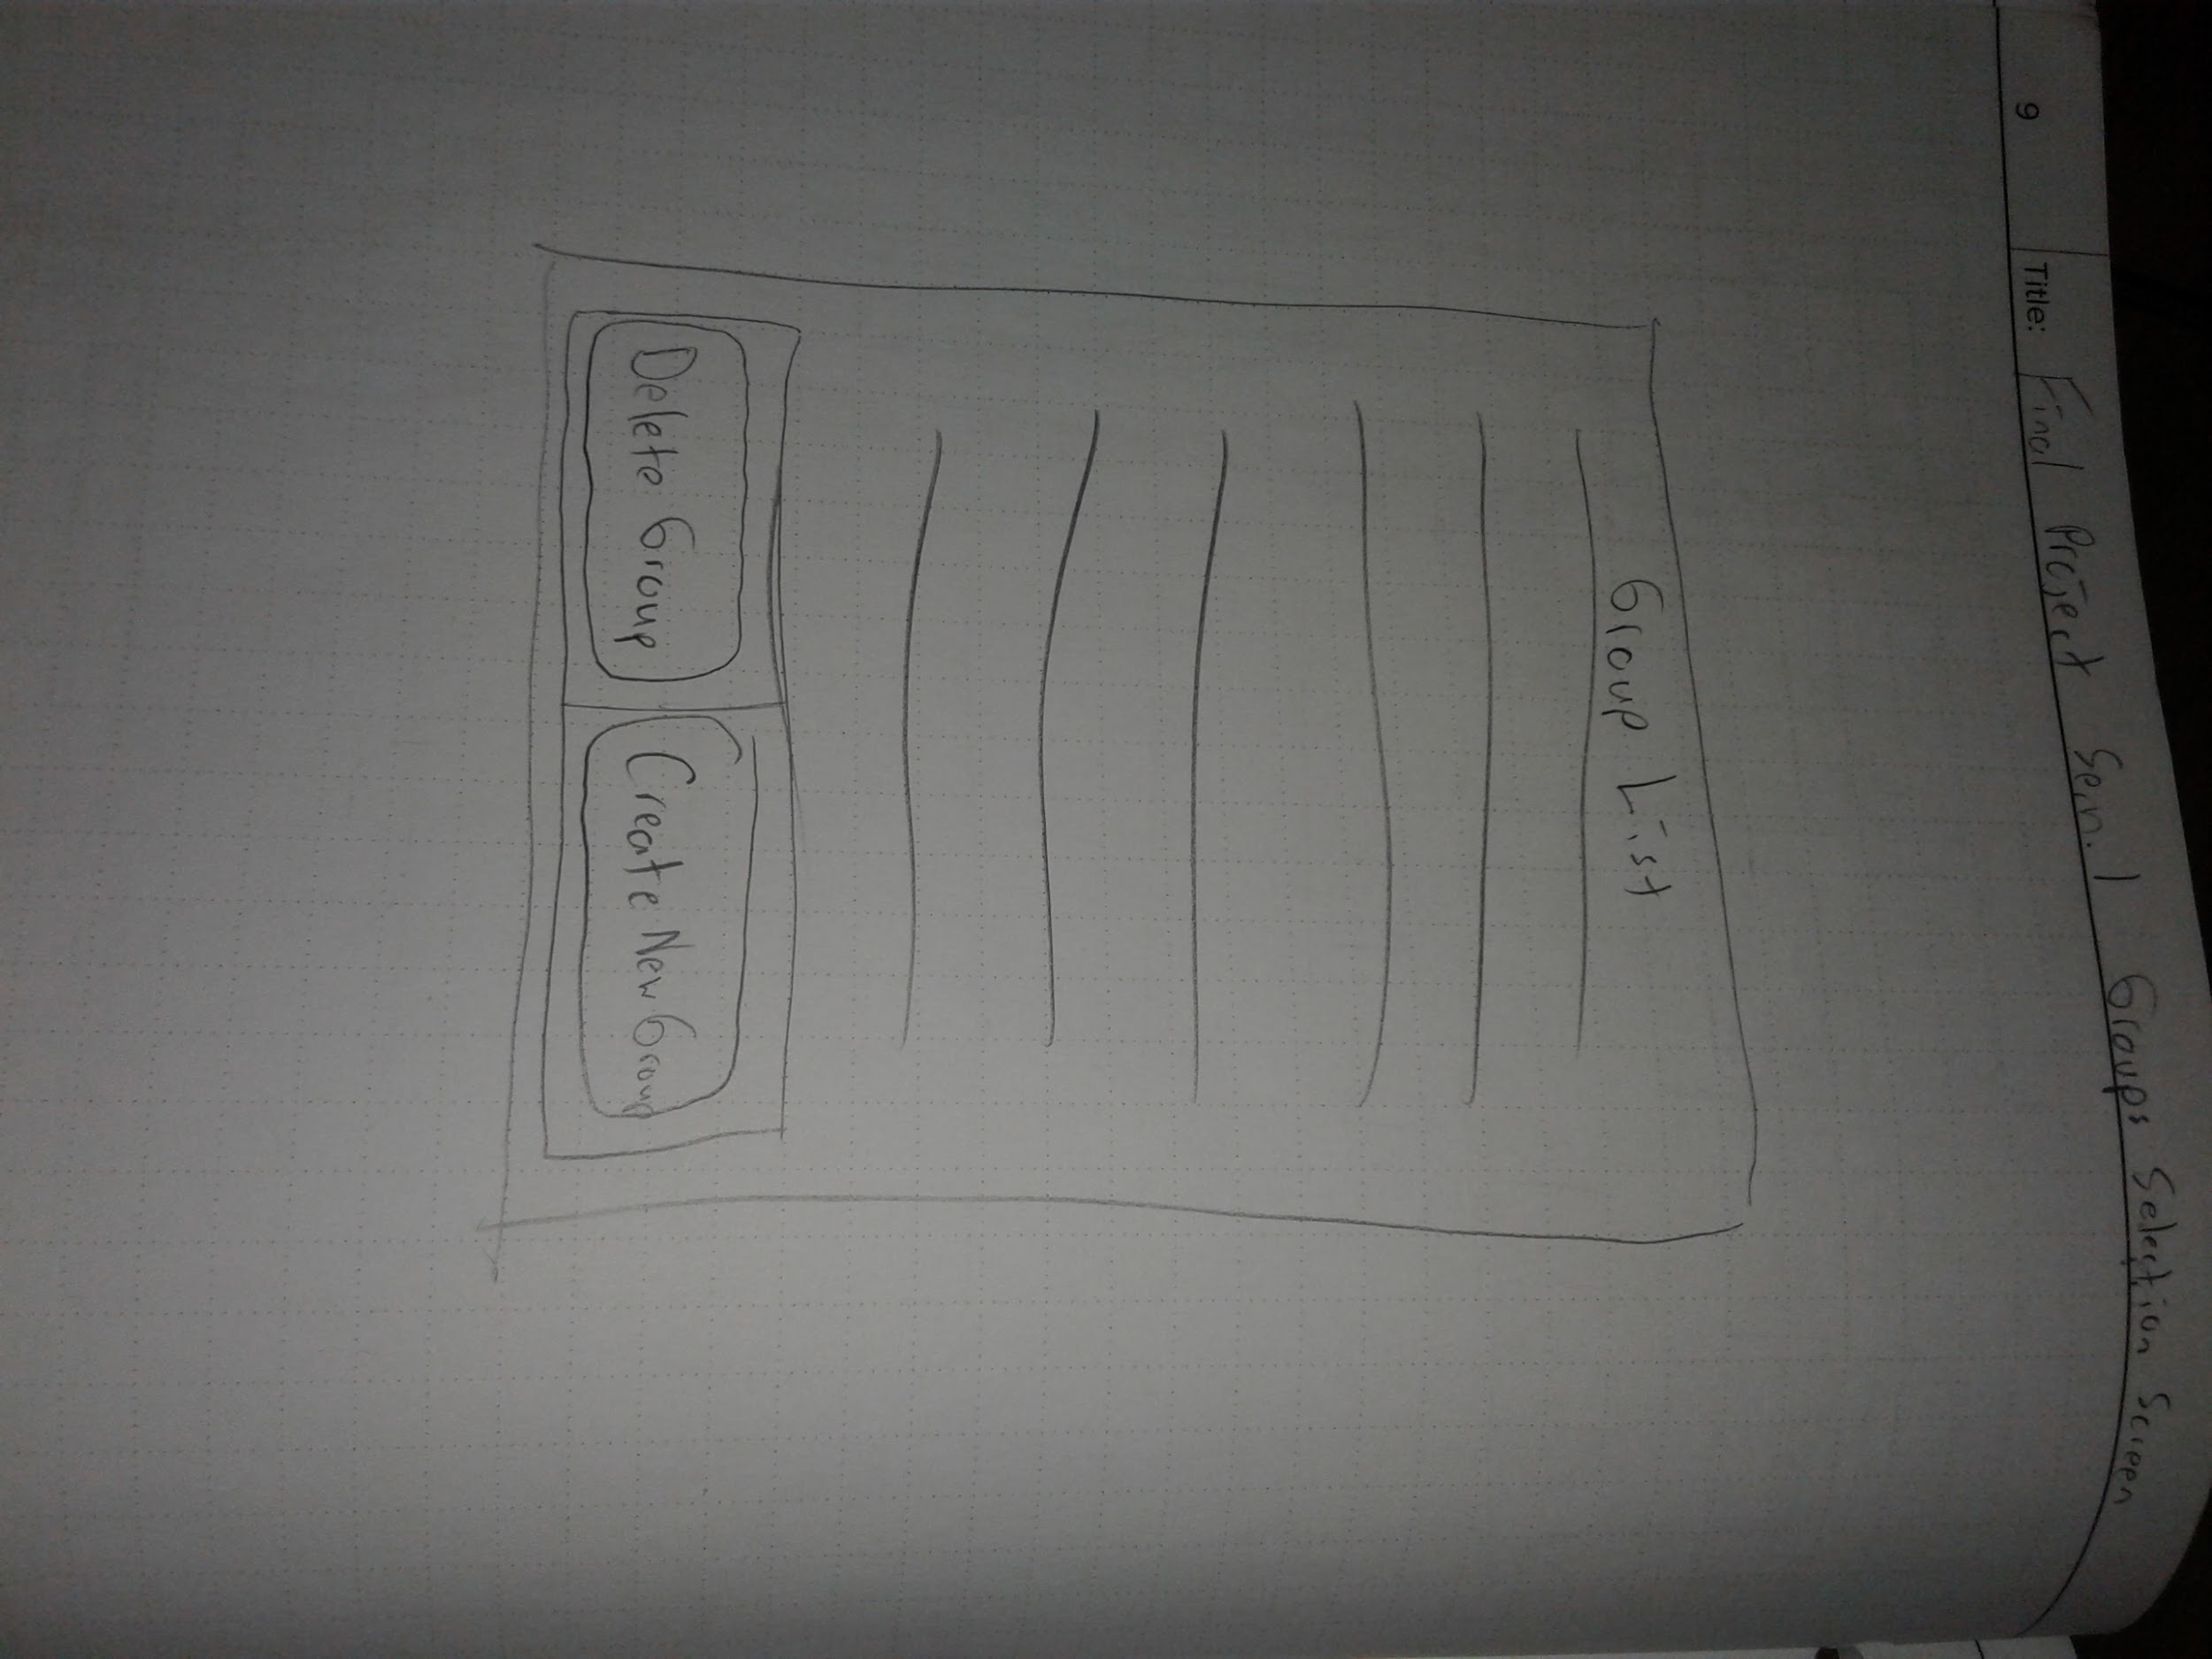 9
Title: Final Project Sem. 1 Groups Selection Screen
Group List
Delete Group
Create New Group